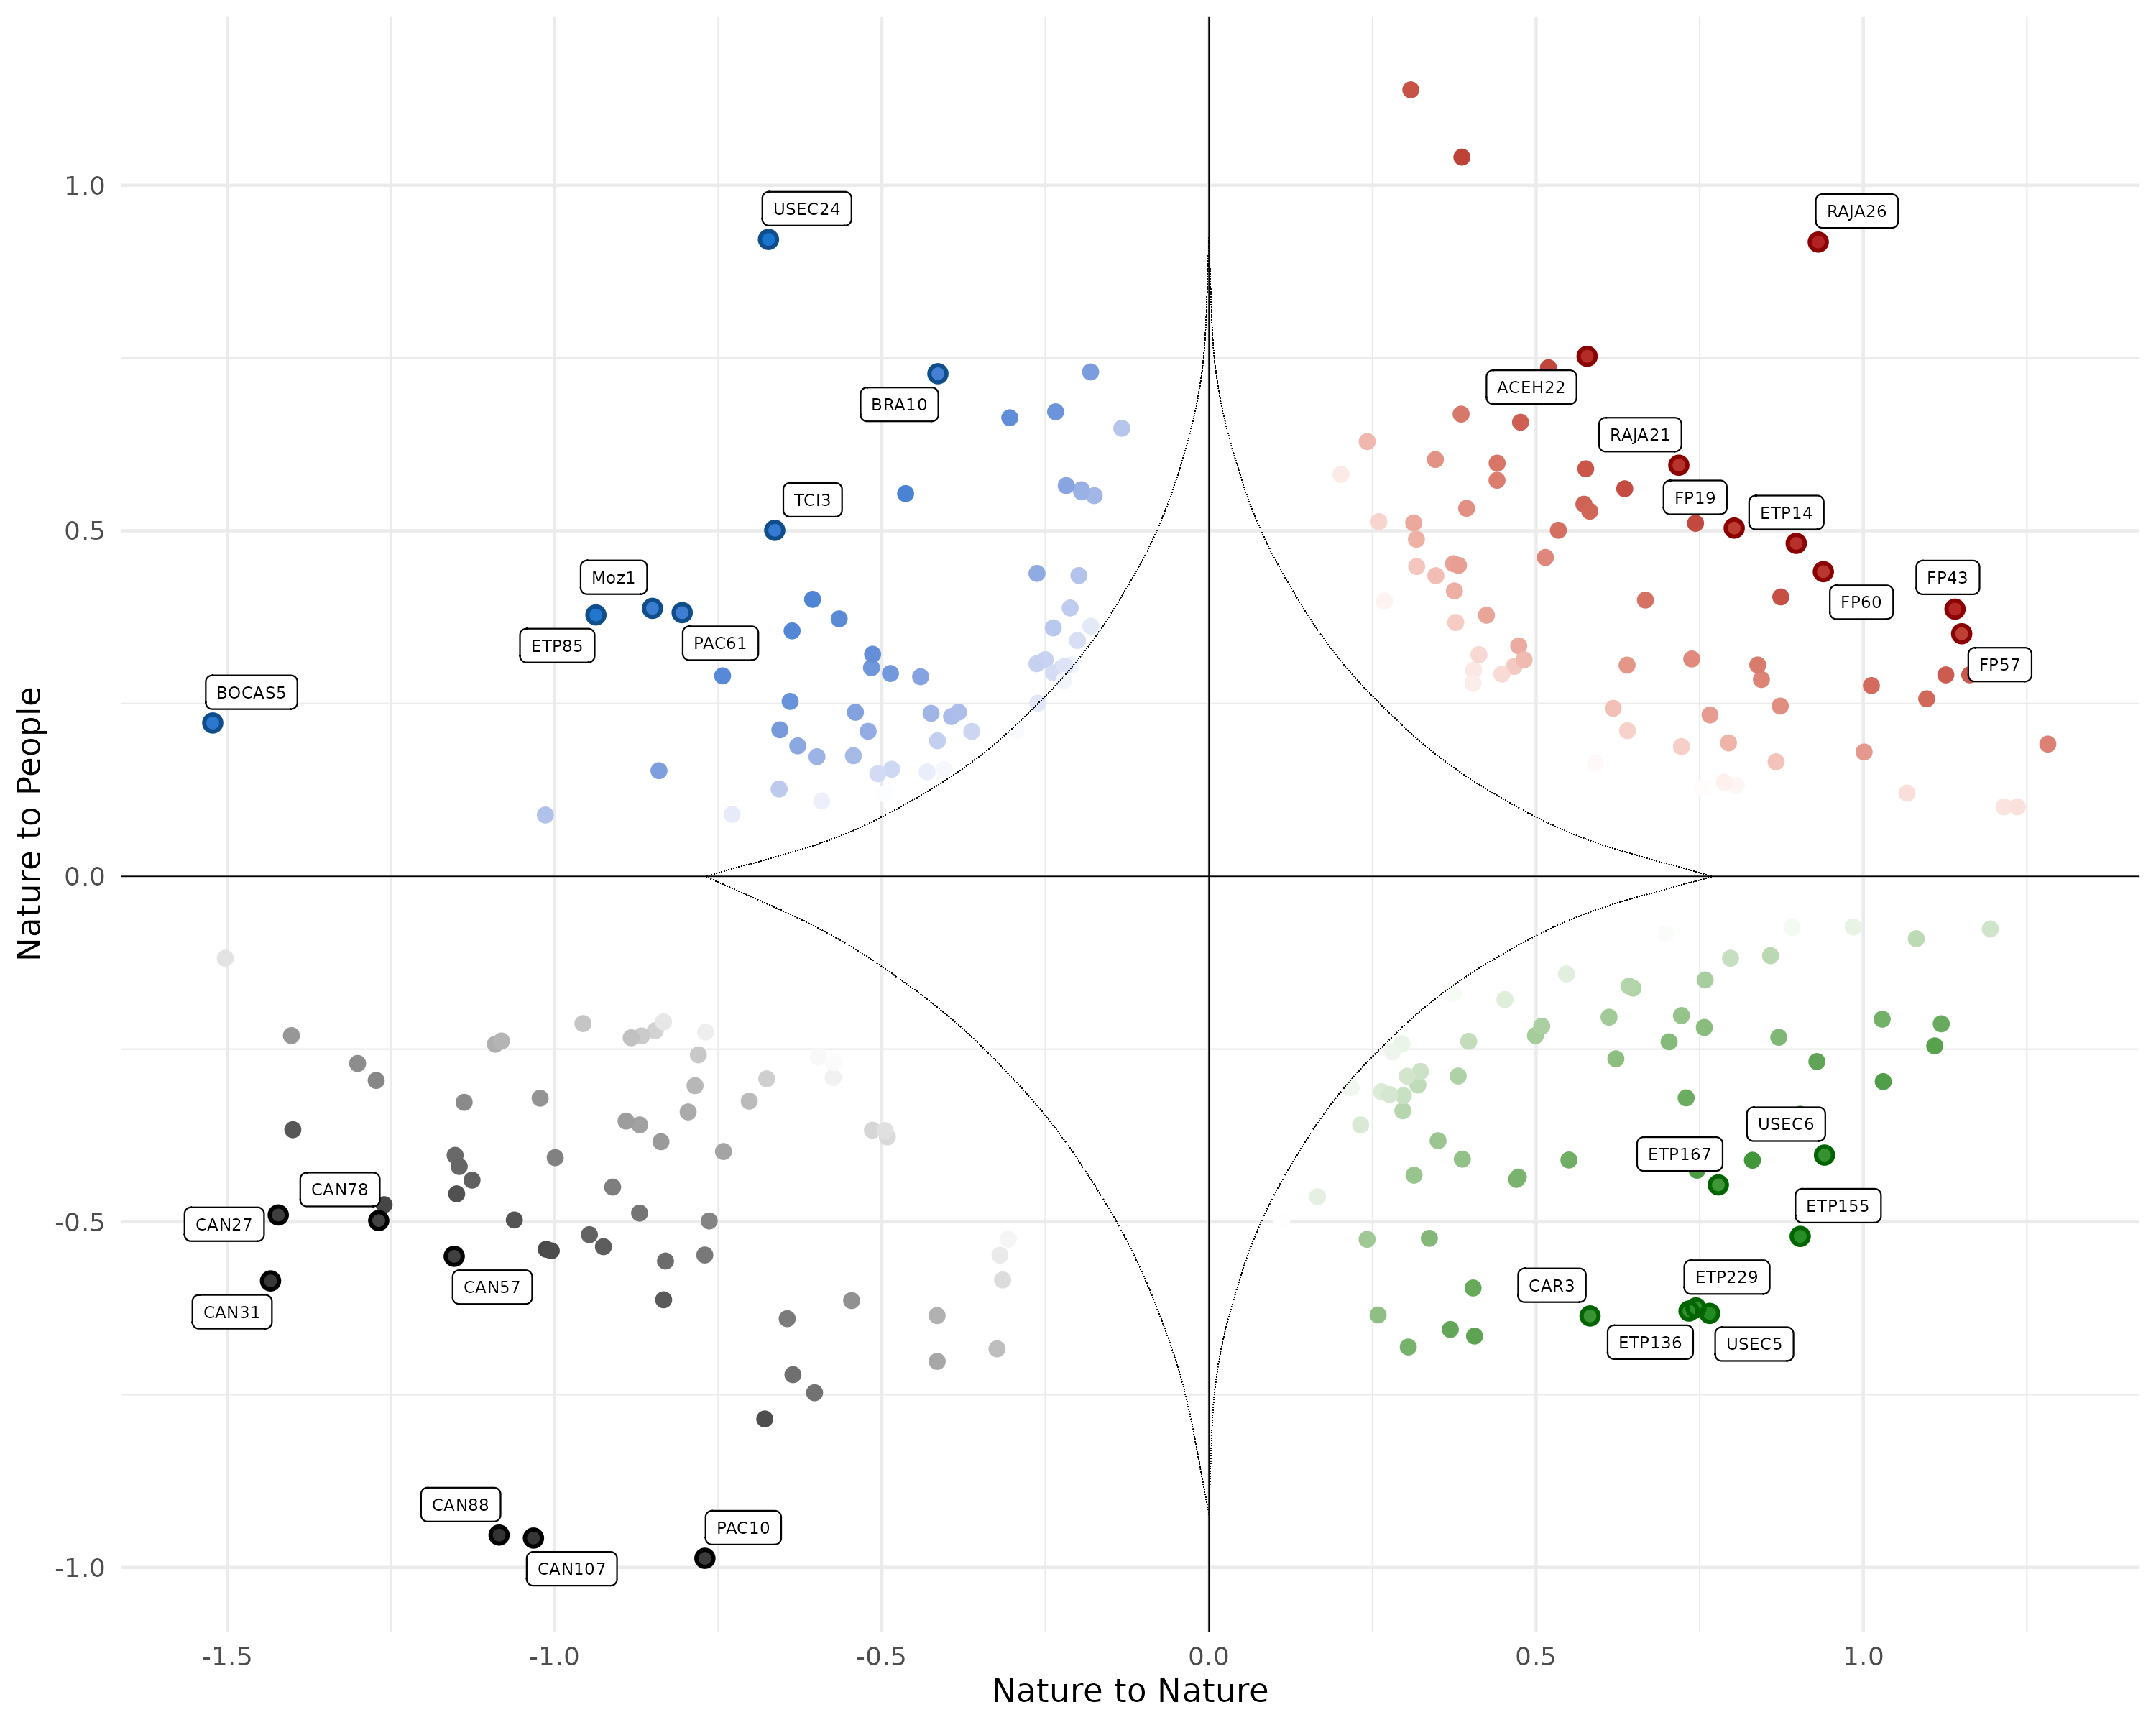 1.0
USEC24
RAJA26
ACEH22
BRA10
RAJA21
TCI3
FP19
ETP14
0.5
Moz1
FP43
FP60
ETP85
PAC61
FP57
BOCAS5
0.0
Nature to People
USEC6
ETP167
CAN78
ETP155
CAN27
-0.5
ETP229
CAR3
CAN57
CAN31
ETP136
USEC5
CAN88
PAC10
CAN107
-1.0
-1.5
-1.0
-0.5
0.0
0.5
1.0
Nature to Nature